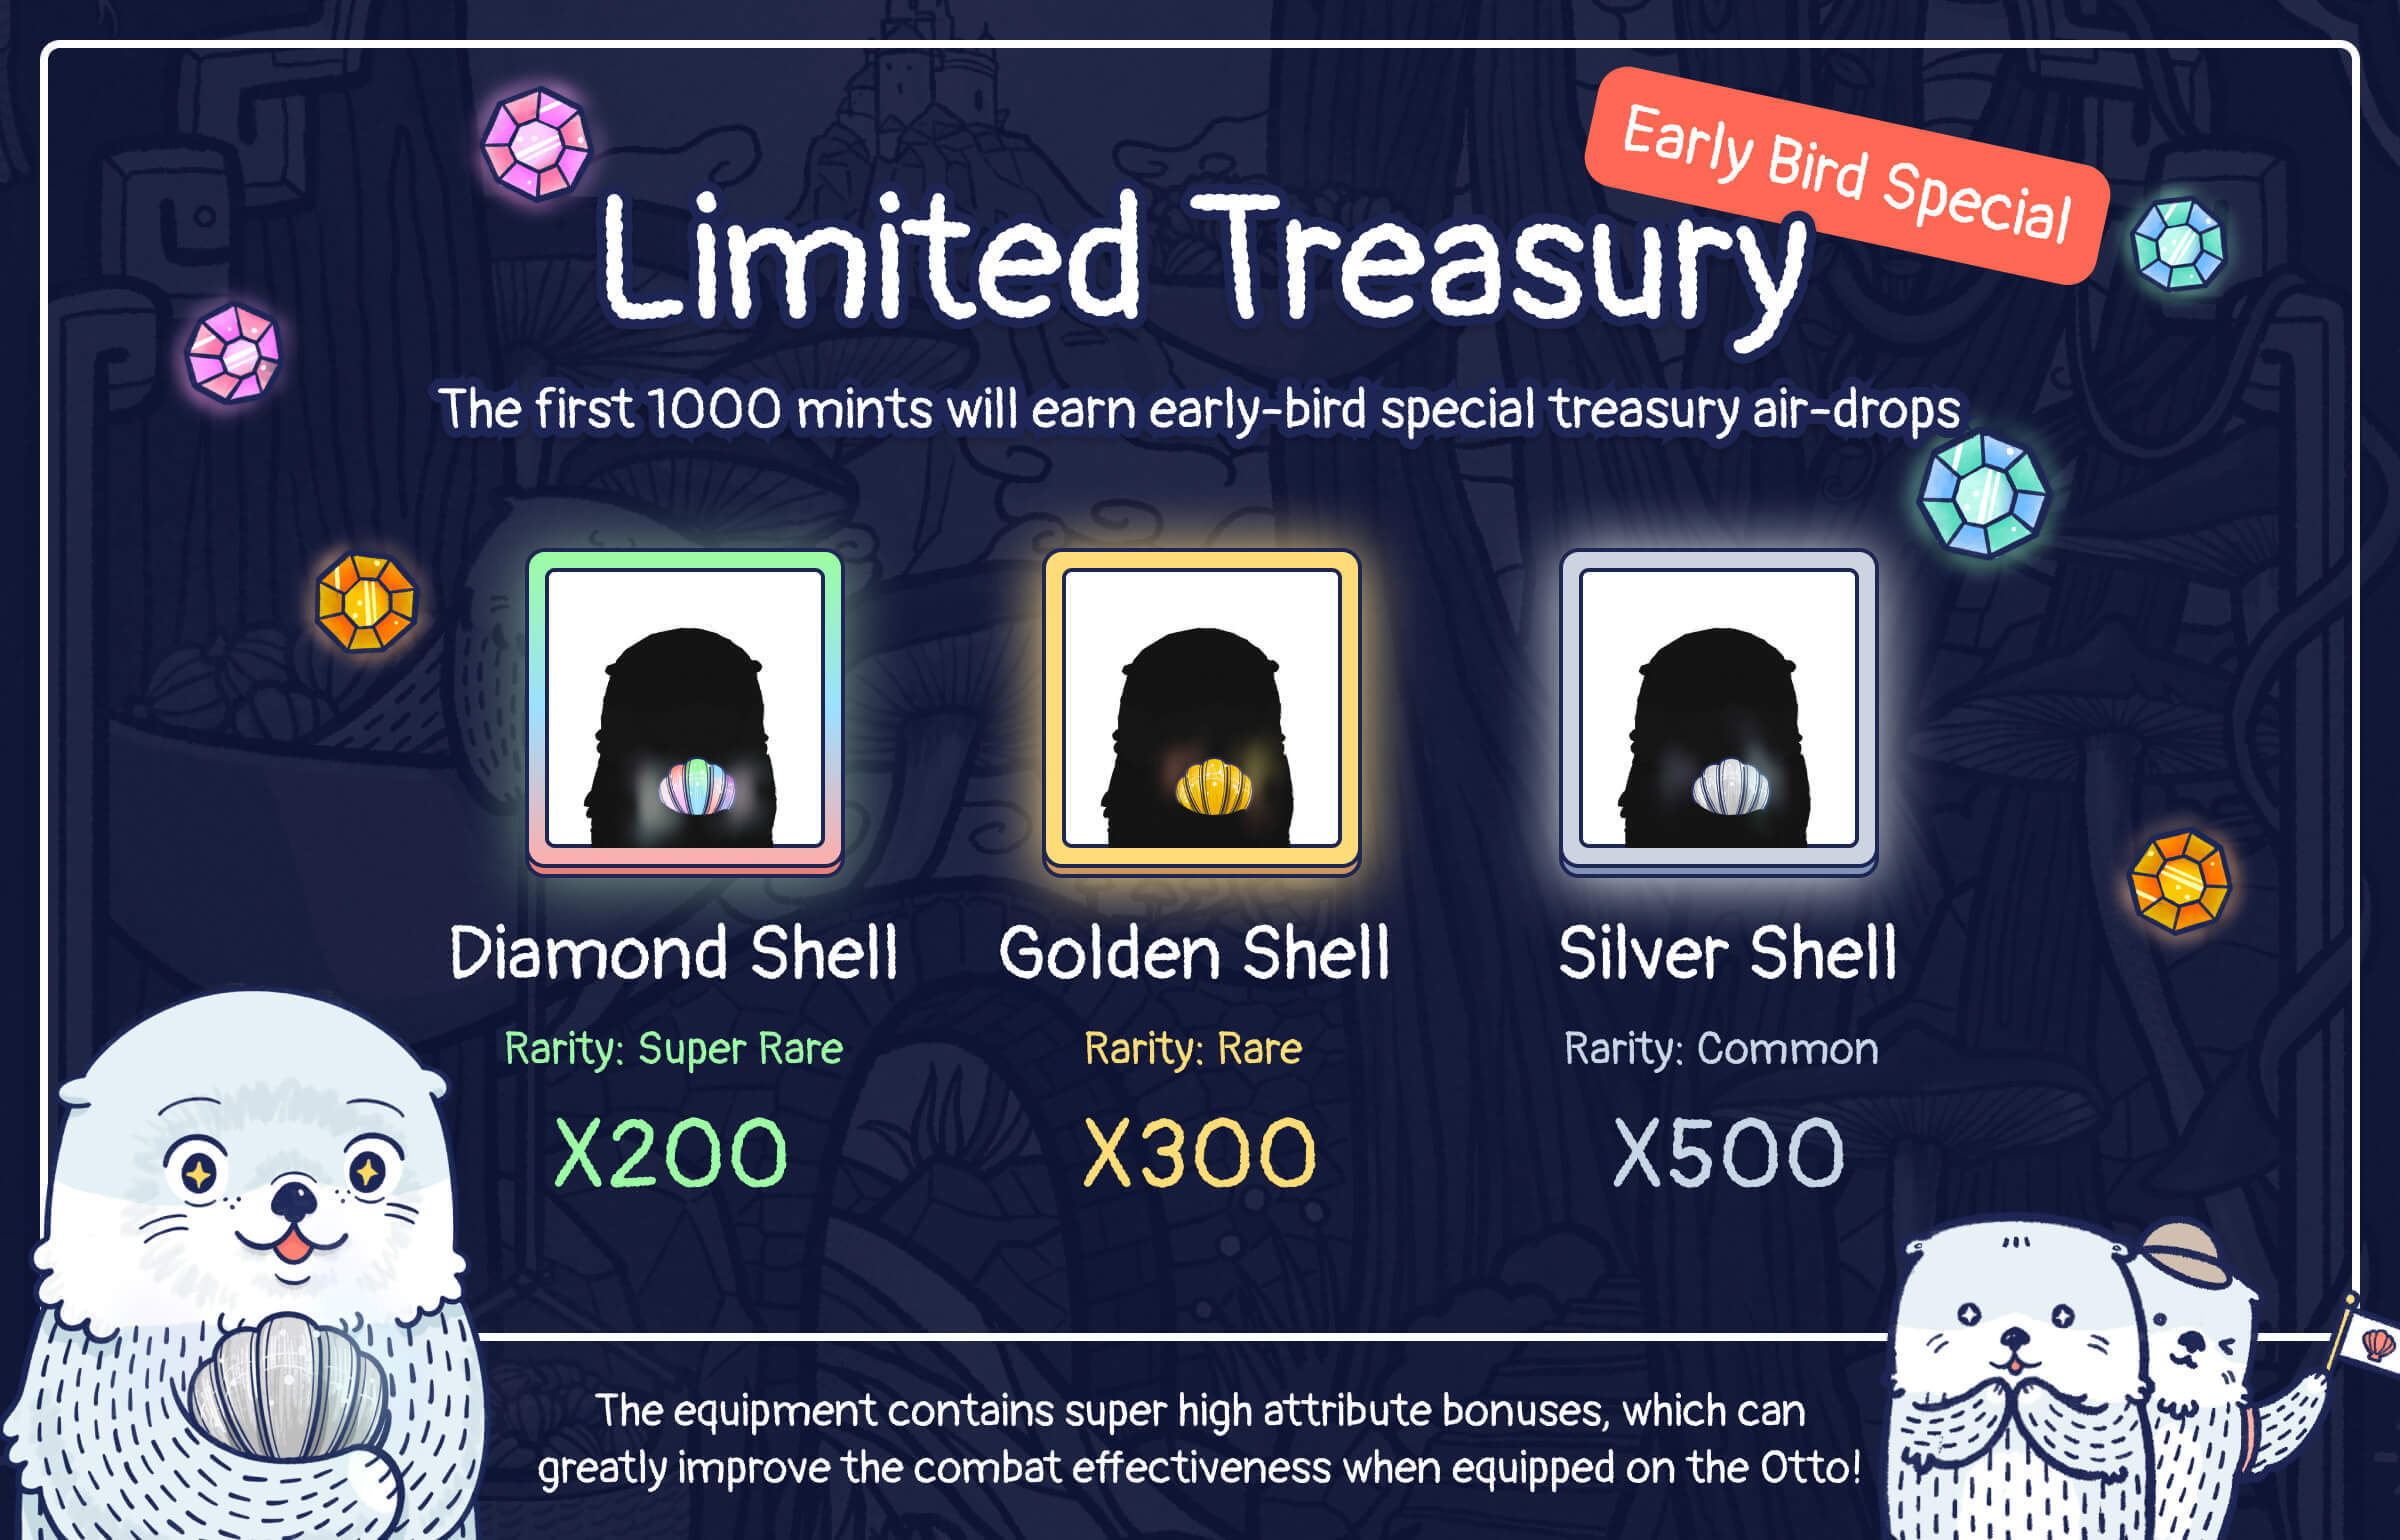 Early Bird Special
Limited Treasury
The first 1000 mints will earn early-bird special treasury air-drops
Diamond Shell
Rarity: Super Rare
X200
Golden Shell
Rarity: Rare
X300
Silver Shell
Rarity: Common
X500
The equipment contains super high attribute bonuses, which can
greatly improve the combat effectiveness when equipped on the Otto!